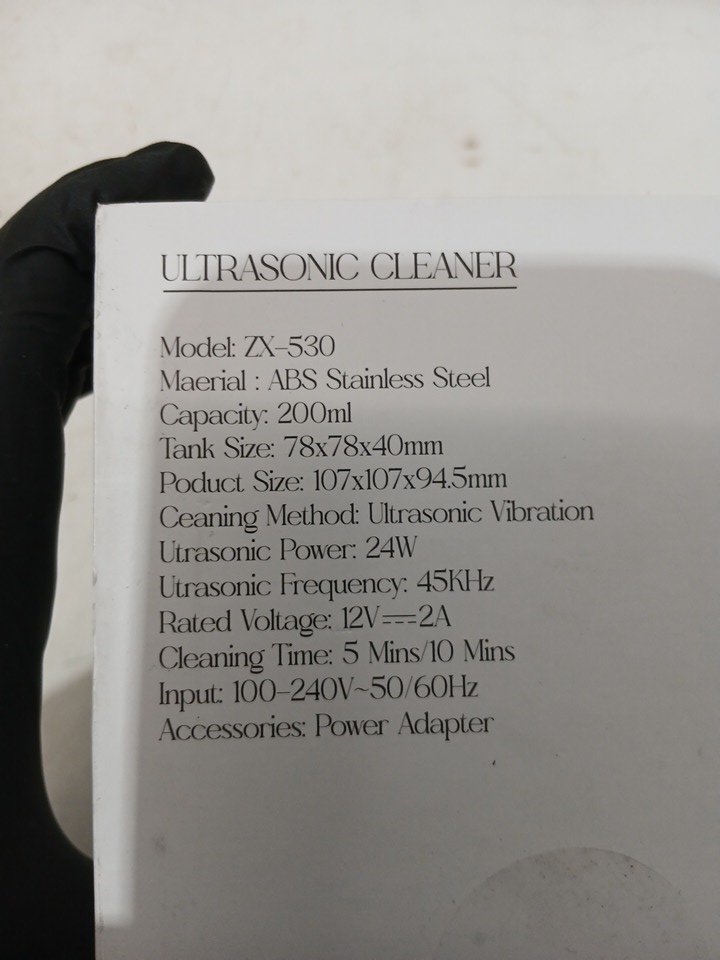 ULTRASONIC CLEANER
Model: ZX-530
Maerial : ABS Stainless Steel
Capacity: 200ml
Tank Size: 78x78x40mm
Poduct Size: 107x107x94.5mm
Ceaning Method: Ultrasonic Vibration
Utrasonic Power: 24W
Utrasonic Frequency: 45KHz
Rated Voltage: 12V⎓2A
Cleaning Time: 5 Mins/10 Mins
Input: 100-240V~50/60Hz
Accessories: Power Adapter